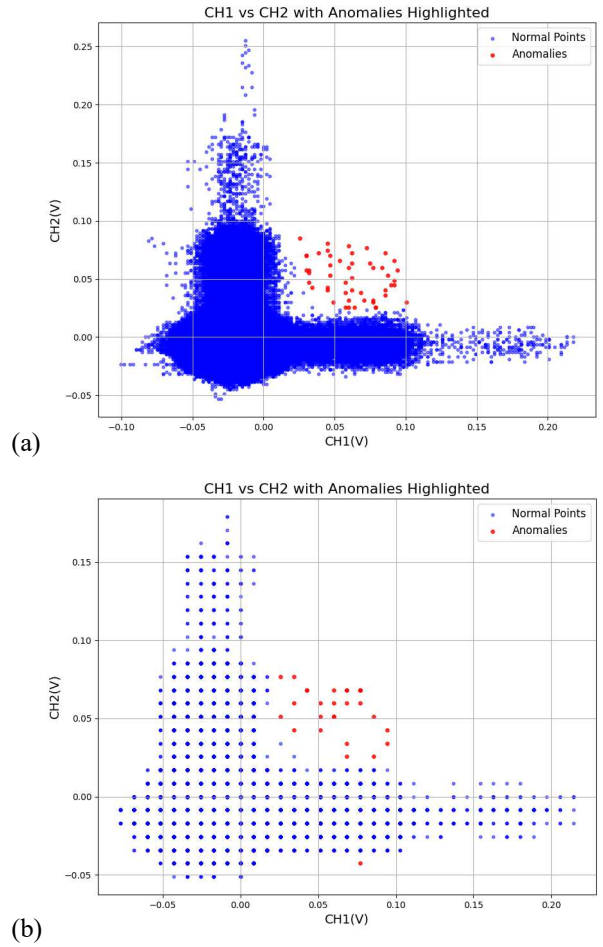 CH1 vs CH2 with Anomalies Highlighted
Normal Points
Anomalies
0.25
0.20
0.15
0.10
0.05
0.00
−0.05
CH2(V)
−0.10 −0.05 0.00 0.05 0.10 0.15 0.20
CH1(V)
(a)
CH1 vs CH2 with Anomalies Highlighted
Normal Points
Anomalies
0.15
0.10
0.05
0.00
−0.05
CH2(V)
−0.05 0.00 0.05 0.10 0.15 0.20
CH1(V)
(b)